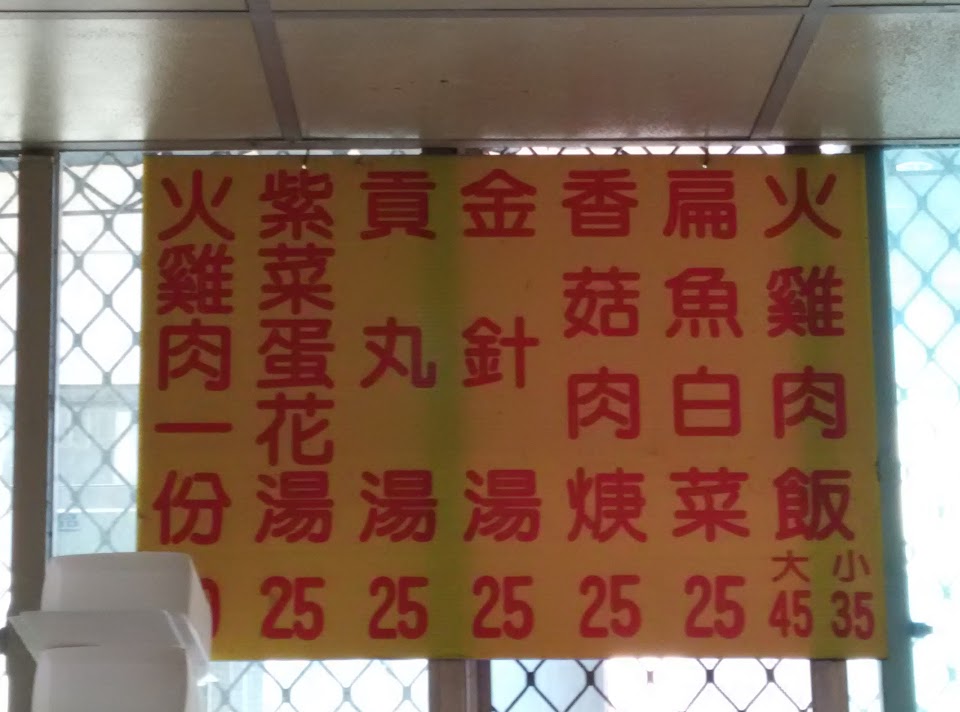 火雞肉飯 大45 小35
扁魚白菜 25
香菇肉焿 25
金針湯 25
貢丸湯 25
紫菜蛋花湯 25
火雞肉一份